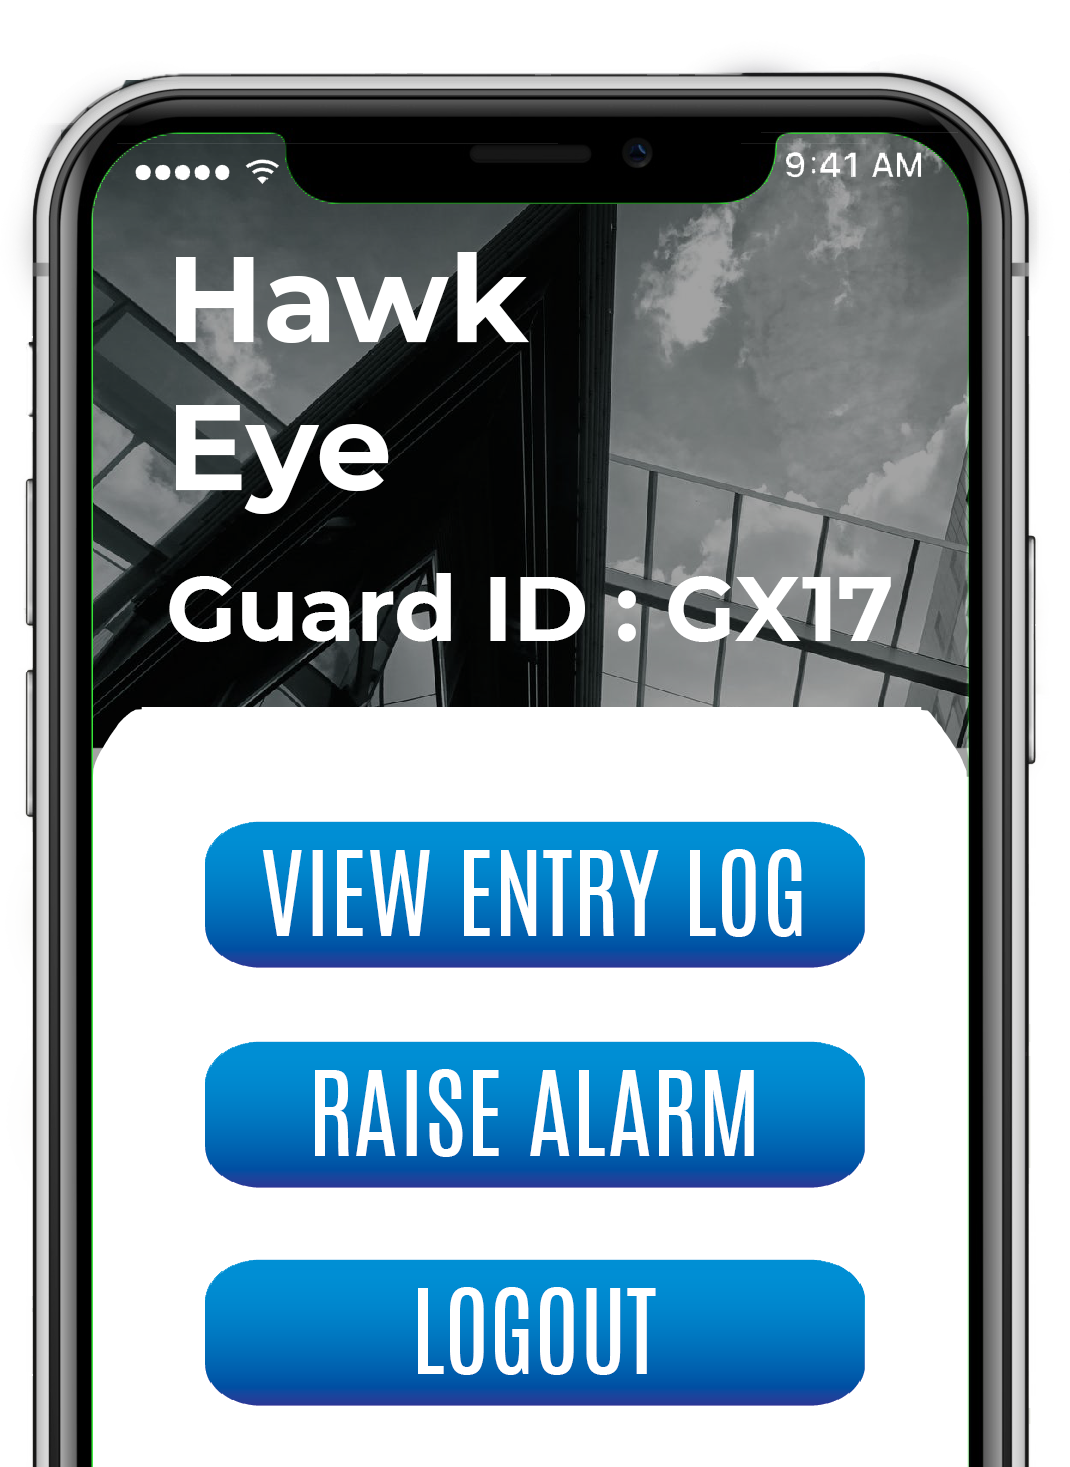 9:41 AM
Hawk
Eye
Guard ID : GX17
VIEW ENTRY LOG
RAISE ALARM
LOGOUT